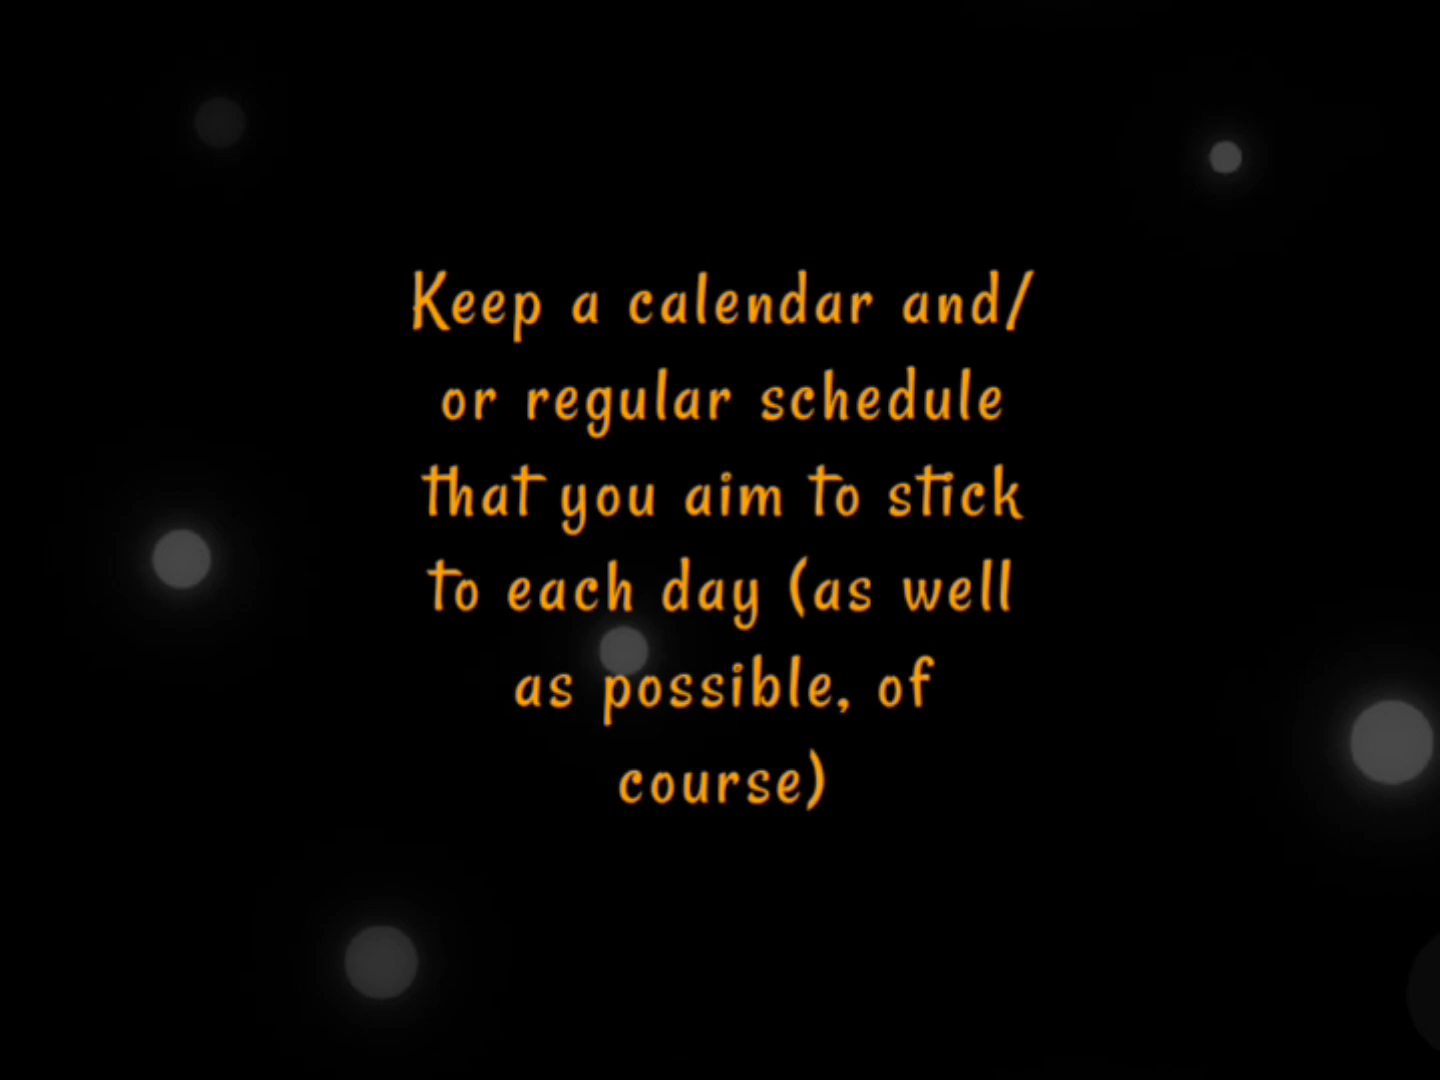 Keep a calendar and/
or regular schedule
that you aim to stick
to each day (as well
as possible, of
course)